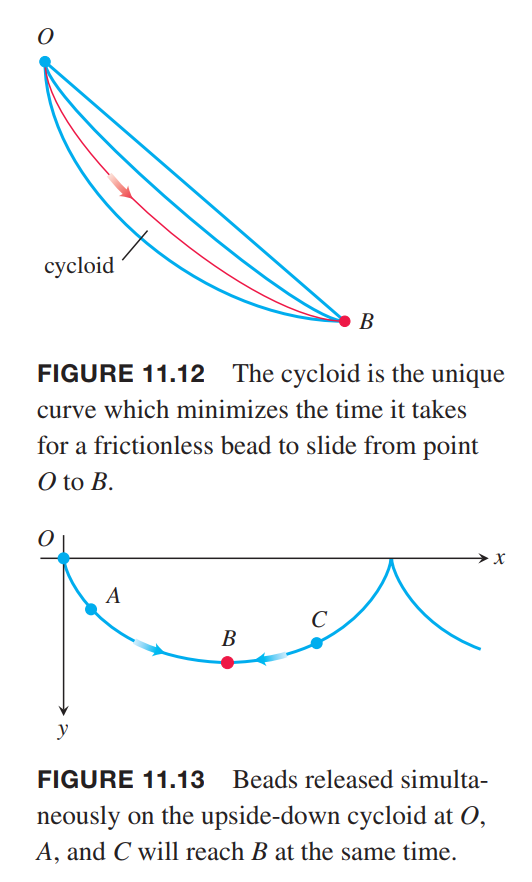 O
cycloid
B
FIGURE 11.12 The cycloid is the unique
curve which minimizes the time it takes
for a frictionless bead to slide from point
O to B.
O
x
A
C
B
y
FIGURE 11.13 Beads released simulta-
neously on the upside-down cycloid at O,
A, and C will reach B at the same time.